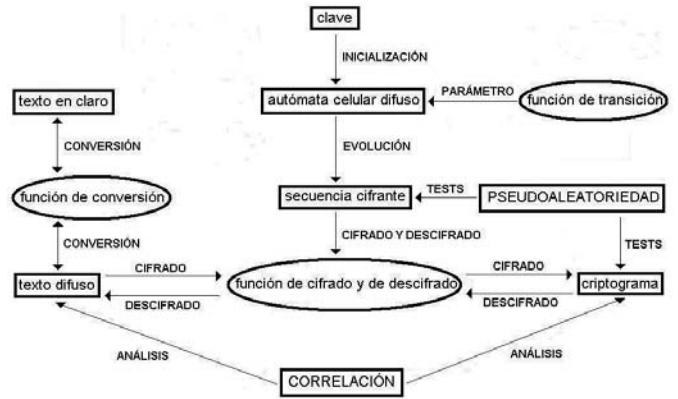 clave
INICIALIZACIÓN
texto en claro
autómata celular difuso
PARÁMETRO
función de transición
CONVERSIÓN
EVOLUCIÓN
función de conversión
secuencia cifrante
TESTS
PSEUDOALEATORIEDAD
CONVERSIÓN
CIFRADO Y DESCIFRADO
TESTS
CIFRADO
CIFRADO
texto difuso
función de cifrado y de descifrado
criptograma
DESCIFRADO
DESCIFRADO
ANÁLISIS
ANÁLISIS
CORRELACIÓN